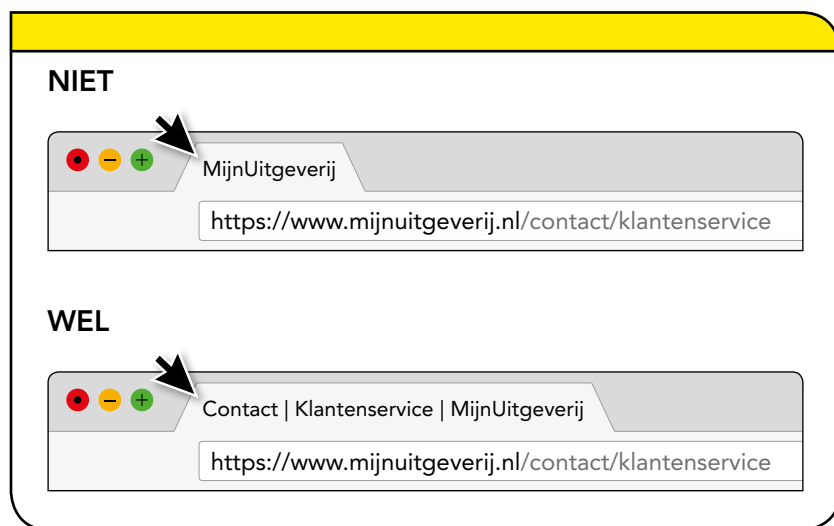 NIET
MijnUitgeverij
https://www.mijnuitgeverij.nl/contact/klantenservice
WEL
Contact | Klantenservice | MijnUitgeverij
https://www.mijnuitgeverij.nl/contact/klantenservice